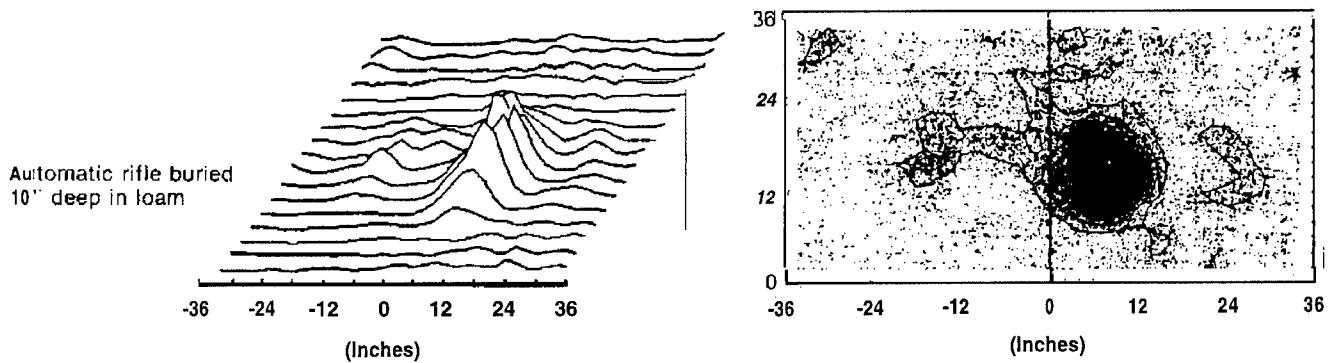 Automatic rifle buried
10" deep in loam
-36 -24 -12 0 12 24 36
(Inches)
36
24
12
0
-36 -24 -12 0 12 24 36
(Inches)